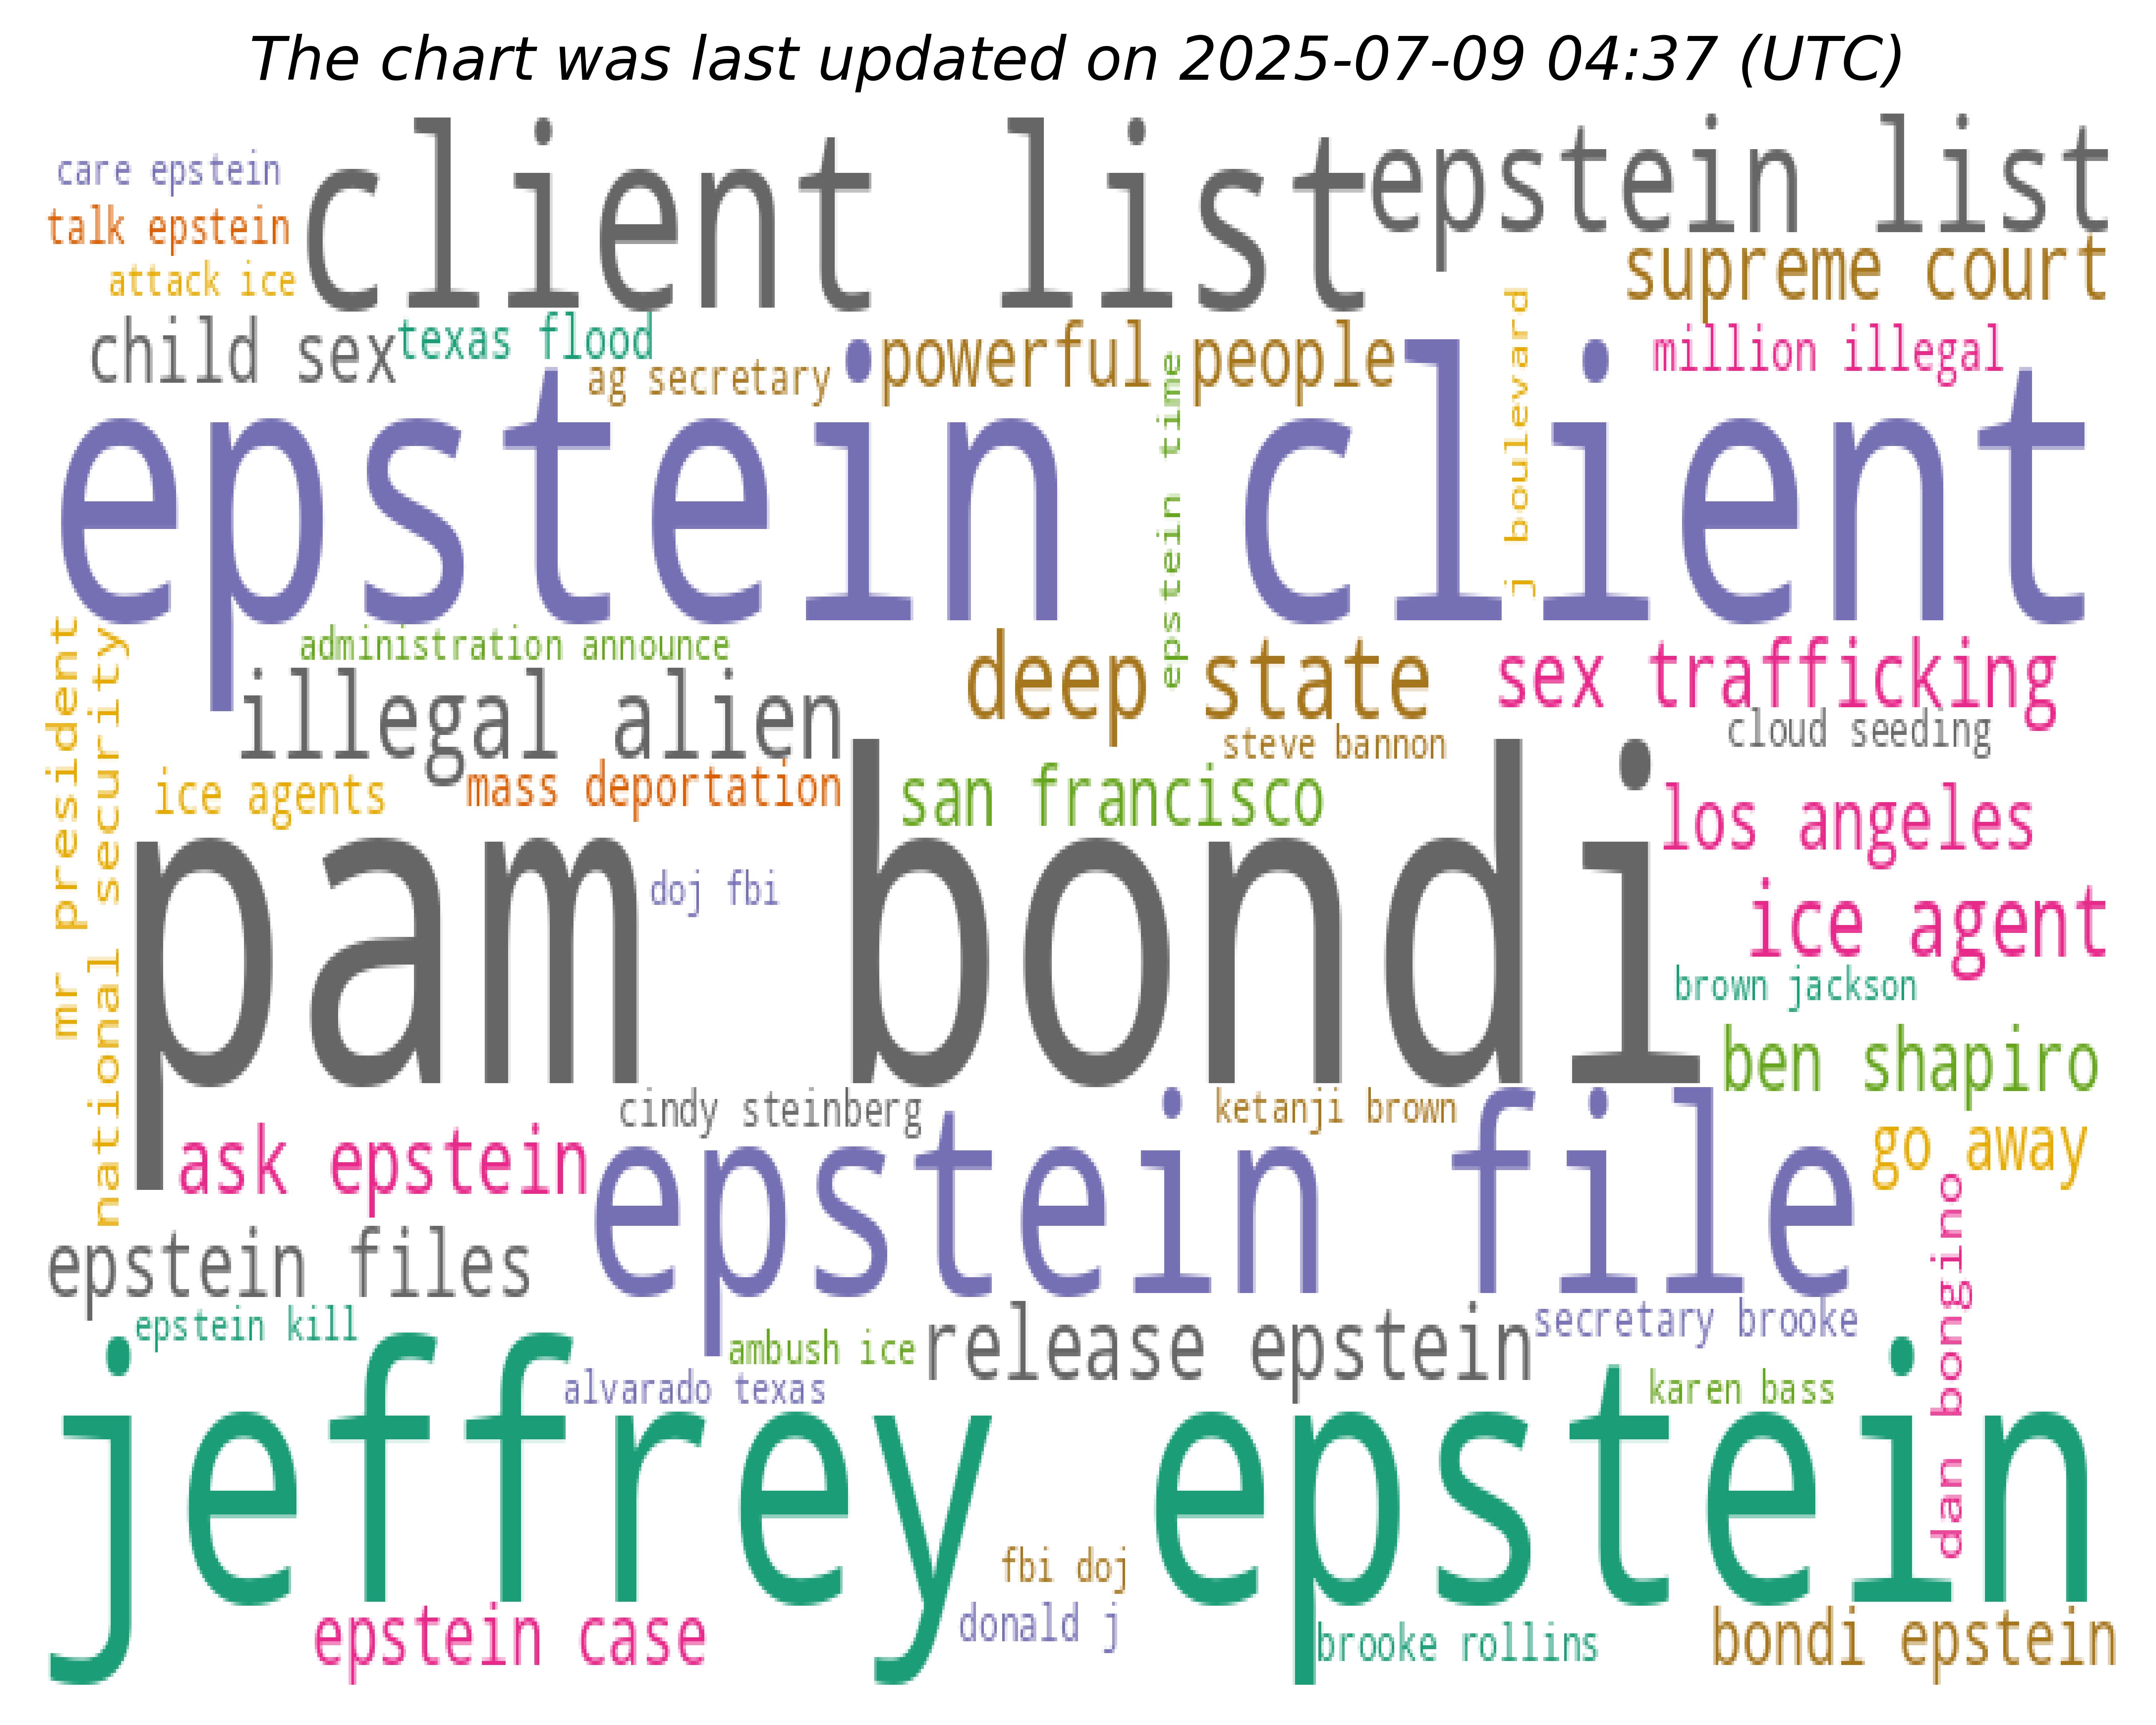 The chart was last updated on 2025-07-09 04:37 (UTC)
client list
epstein list
care epstein
talk epstein
attack ice
supreme court
child sex
texas flood
ag secretary
powerful people
million illegal
j boulevard
epstein time
epstein client
administration announce
illegal alien
deep state
sex trafficking
steve bannon
cloud seeding
mr president
national security
ice agents
mass deportation
san francisco
los angeles
pam bondi
doj fbi
ice agent
brown jackson
ben shapiro
cindy steinberg
ketanji brown
ask epstein
epstein file
go away
dan bongino
epstein files
epstein kill
ambush ice
release epstein
secretary brooke
alvarado texas
karen bass
jeffrey epstein
fbi doj
epstein case
donald j
brooke rollins
bondi epstein